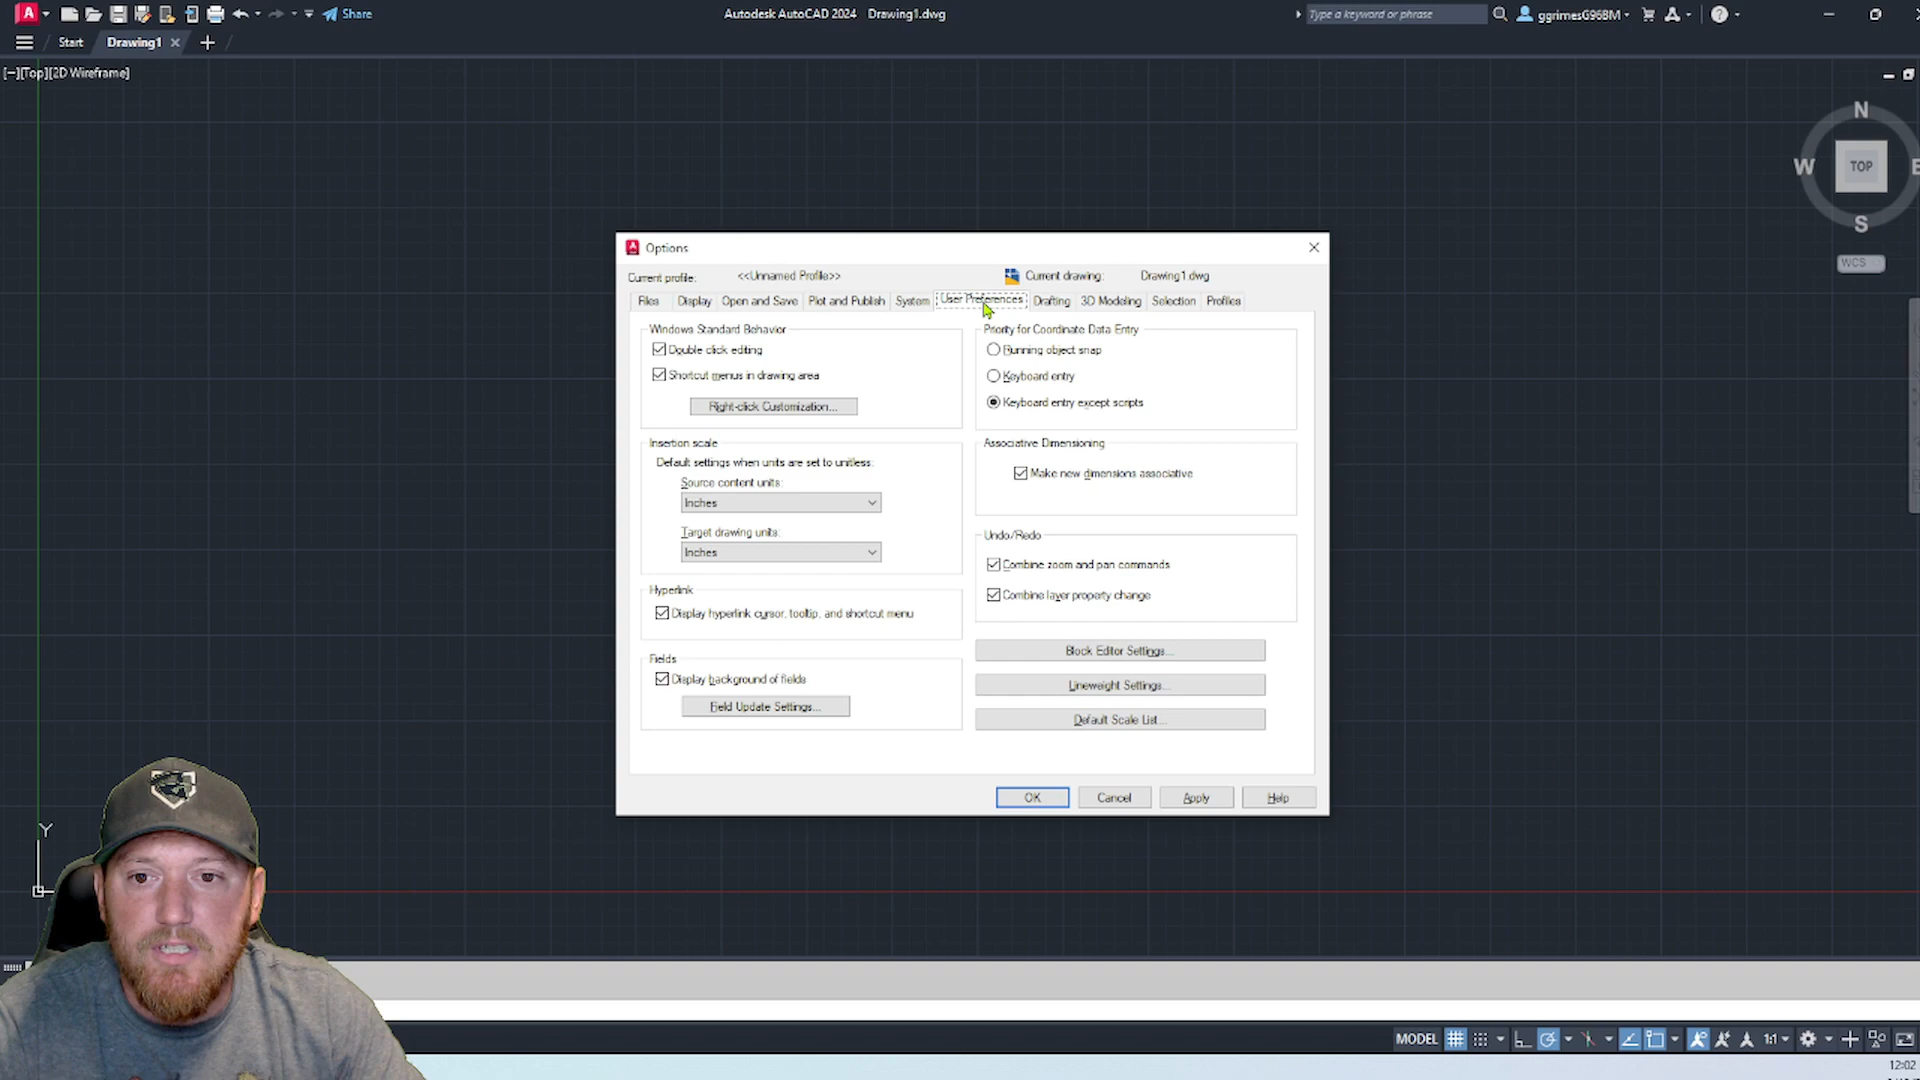 Share
Autodesk AutoCAD 2024 Drawing1.dwg
Type a keyword or phrase
ggrimesG96BM
Start
Drawing1
[−][Top][2D Wireframe]
N
W
TOP
E
S
WCS
Options
Current profile: <<Unnamed Profile>> Current drawing: Drawing1.dwg
Files Display Open and Save Plot and Publish System User Preferences Drafting 3D Modeling Selection Profiles
Windows Standard Behavior
Double click editing
Shortcut menus in drawing area
Right-click Customization...
Insertion scale
Default settings when units are set to unitless:
Source content units:
Inches
Target drawing units:
Inches
Hyperlink
Display hyperlink cursor, tooltip, and shortcut menu
Fields
Display background of fields
Field Update Settings...
Priority for Coordinate Data Entry
Running object snap
Keyboard entry
Keyboard entry except scripts
Associative Dimensioning
Make new dimensions associative
Undo/Redo
Combine zoom and pan commands
Combine layer property change
Block Editor Settings...
Lineweight Settings...
Default Scale List...
OK Cancel Apply Help
Y
MODEL
1:1
12:02